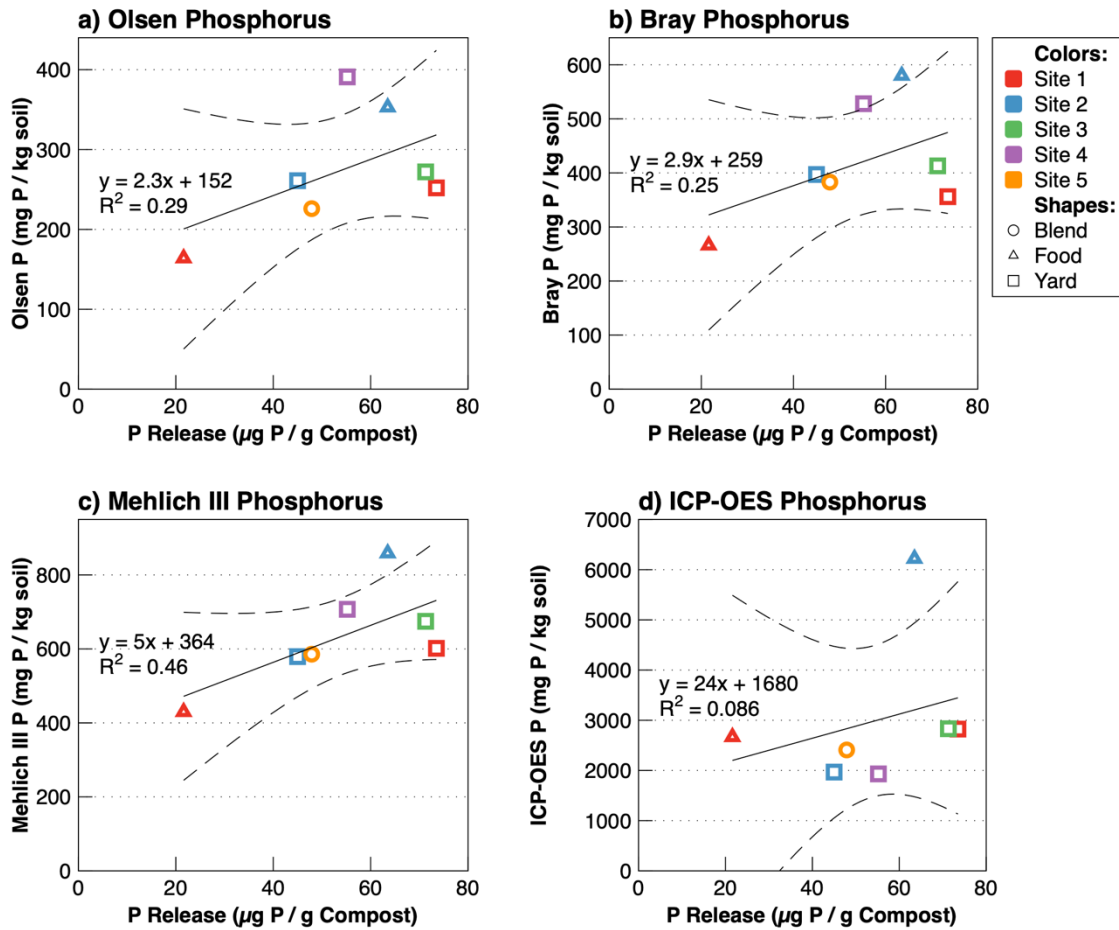 a) Olsen Phosphorus
Olsen P (mg P / kg soil)
400
300
200
100
0
y = 2.3x + 152
R² = 0.29
0 20 40 60 80
P Release (µg P / g Compost)
b) Bray Phosphorus
Bray P (mg P / kg soil)
600
500
400
300
200
100
0
y = 2.9x + 259
R² = 0.25
0 20 40 60 80
P Release (µg P / g Compost)
Colors:
Site 1
Site 2
Site 3
Site 4
Site 5
Shapes:
Blend
Food
Yard
c) Mehlich III Phosphorus
Mehlich III P (mg P / kg soil)
800
600
400
200
0
y = 5x + 364
R² = 0.46
0 20 40 60 80
P Release (µg P / g Compost)
d) ICP-OES Phosphorus
ICP-OES P (mg P / kg soil)
7000
6000
5000
4000
3000
2000
1000
0
y = 24x + 1680
R² = 0.086
0 20 40 60 80
P Release (µg P / g Compost)